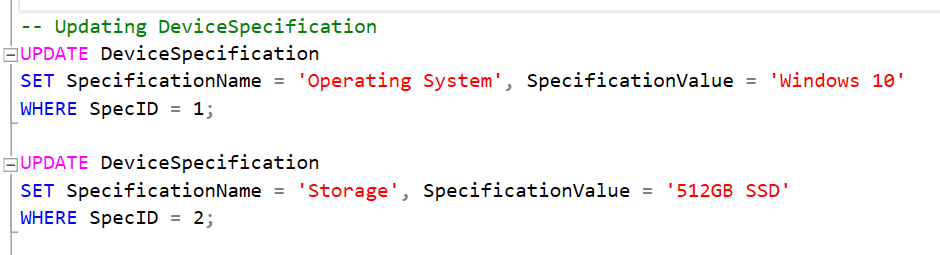 -- Updating DeviceSpecification
UPDATE DeviceSpecification
SET SpecificationName = 'Operating System', SpecificationValue = 'Windows 10'
WHERE SpecID = 1;
UPDATE DeviceSpecification
SET SpecificationName = 'Storage', SpecificationValue = '512GB SSD'
WHERE SpecID = 2;